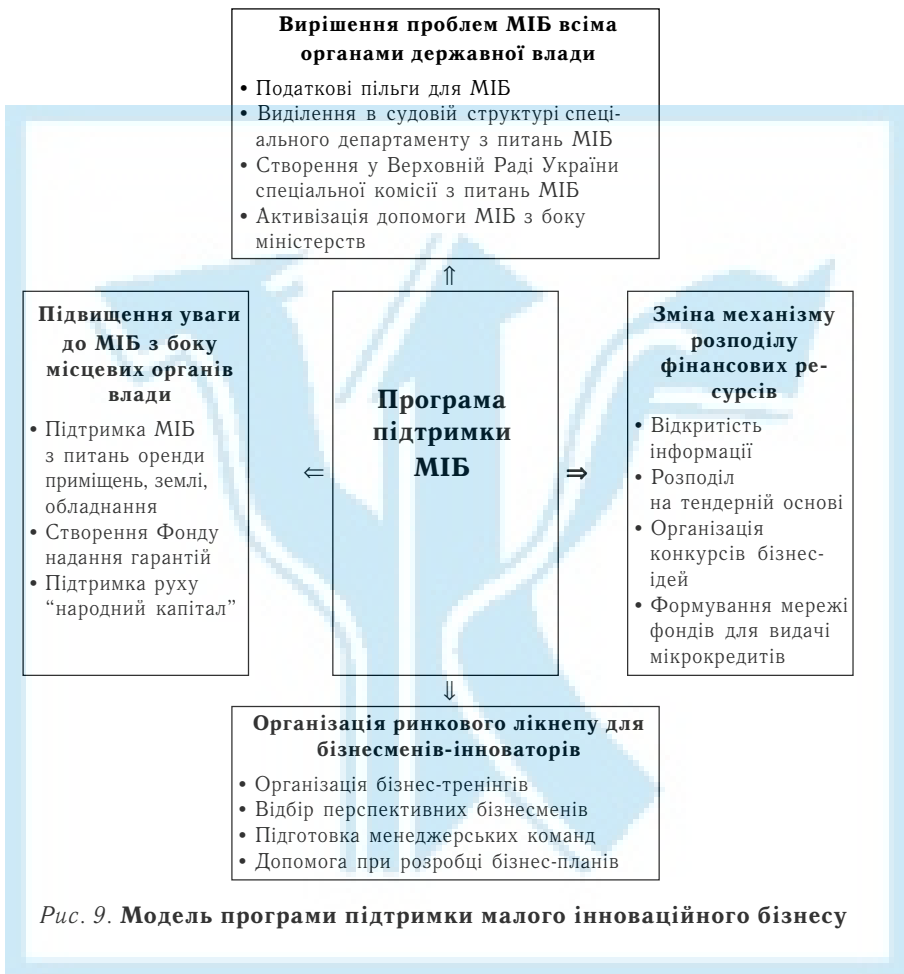 Вирішення проблем МІБ всіма
органами державної влади
• Податкові пільги для МІБ
• Виділення в судовій структурі спеці-
ального департаменту з питань МІБ
• Створення у Верховній Раді України
спеціальної комісії з питань МІБ
• Активізація допомоги МІБ з боку
міністерств
⇑
Підвищення уваги
до МІБ з боку
місцевих органів
влади
• Підтримка МІБ
з питань оренди
приміщень, землі,
обладнання
• Створення Фонду
надання гарантій
• Підтримка руху
“народний капітал”
⇐
Програма
підтримки
МІБ
⇒
Зміна механізму
розподілу
фінансових ре-
сурсів
• Відкритість
інформації
• Розподіл
на тендерній основі
• Організація
конкурсів бізнес-
ідей
• Формування мережі
фондів для видачі
мікрокредитів
⇓
Організація ринкового лікнепу для
бізнесменів-інноваторів
• Організація бізнес-тренінгів
• Відбір перспективних бізнесменів
• Підготовка менеджерських команд
• Допомога при розробці бізнес-планів
Рис. 9. Модель програми підтримки малого інноваційного бізнесу